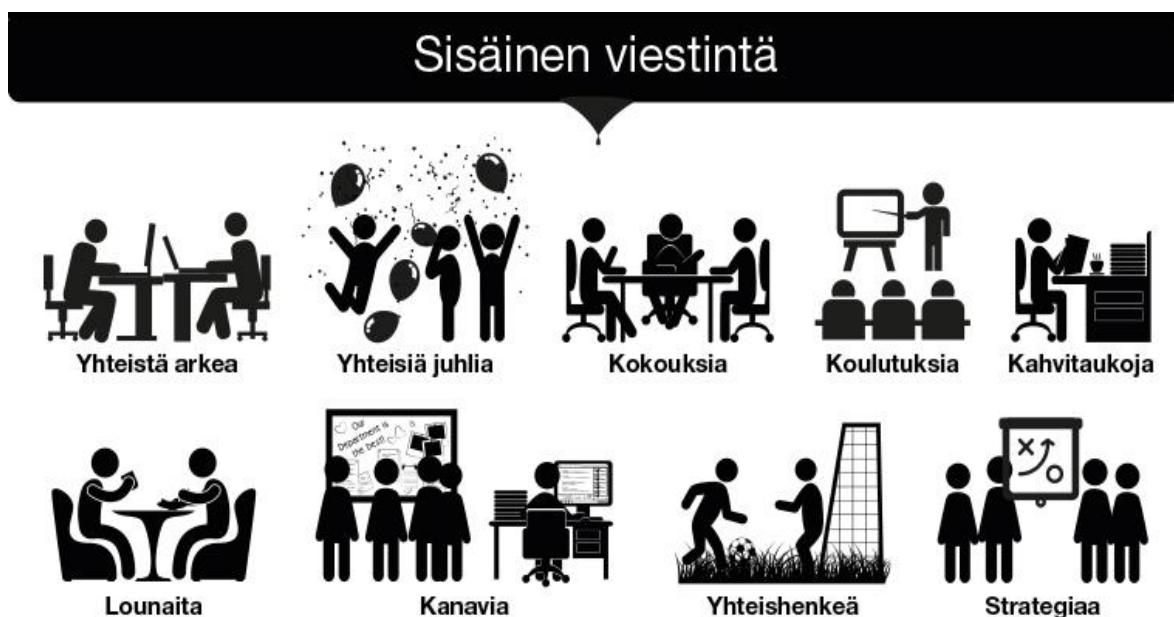 Sisäinen viestintä
Yhteistä arkea
Yhteisiä juhlia
Kokouksia
Koulutuksia
Kahvitaukoja
Our
Department is
the best!
Lounaita
Kanavia
Yhteishenkeä
Strategiaa